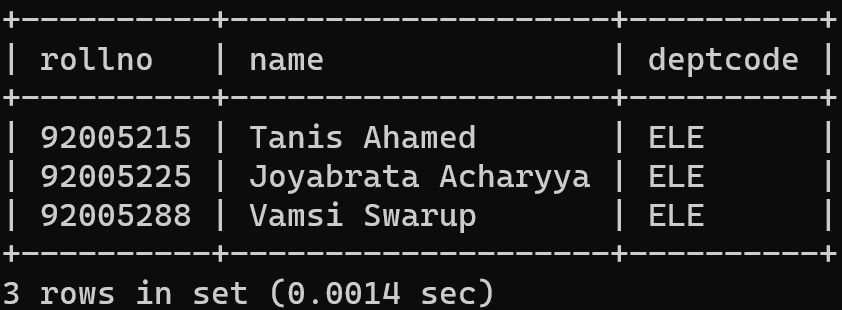 +----------+--------------------+----------+
| rollno   | name               | deptcode |
+----------+--------------------+----------+
| 92005215 | Tanis Ahamed       | ELE      |
| 92005225 | Joyabrata Acharyya | ELE      |
| 92005288 | Vamsi Swarup       | ELE      |
+----------+--------------------+----------+
3 rows in set (0.0014 sec)